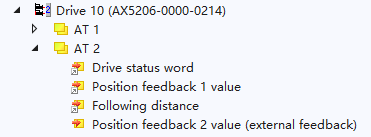 Drive 10 (AX5206-0000-0214)
AT 1
AT 2
Drive status word
Position feedback 1 value
Following distance
Position feedback 2 value (external feedback)